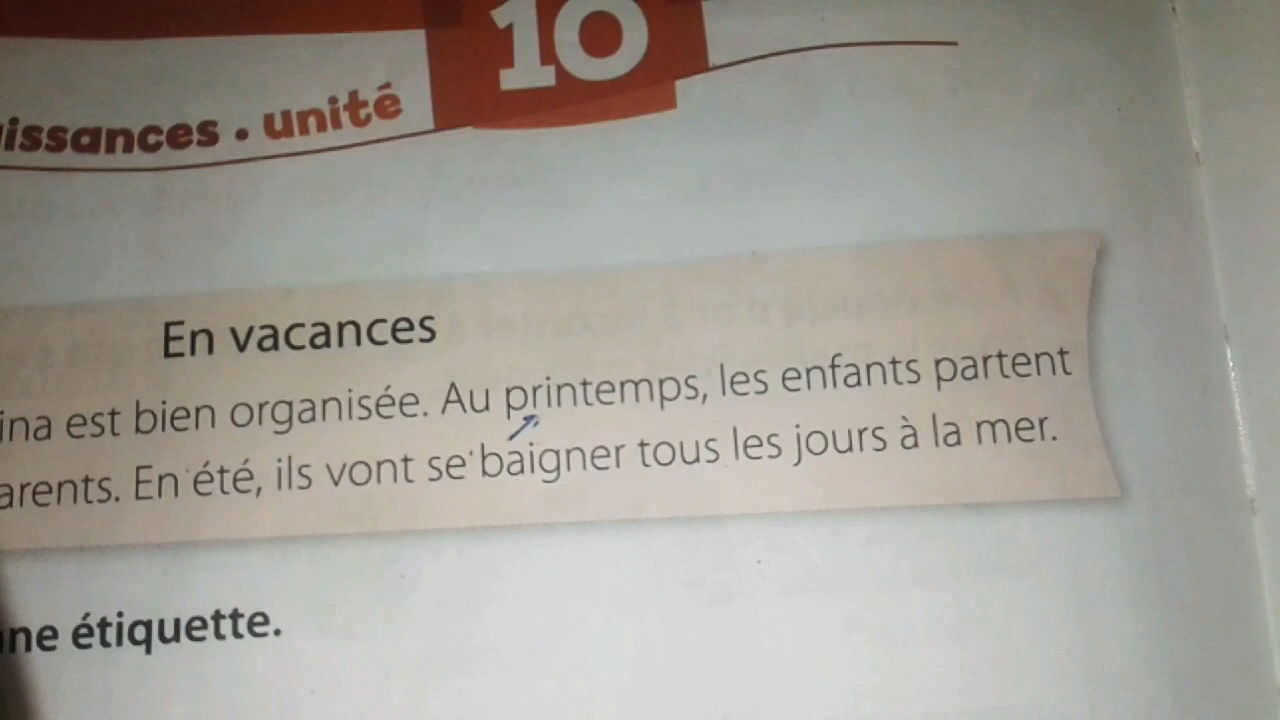 10
issances • unité
En vacances
ina est bien organisée. Au printemps, les enfants partent
arents. En été, ils vont se baigner tous les jours à la mer.
ne étiquette.